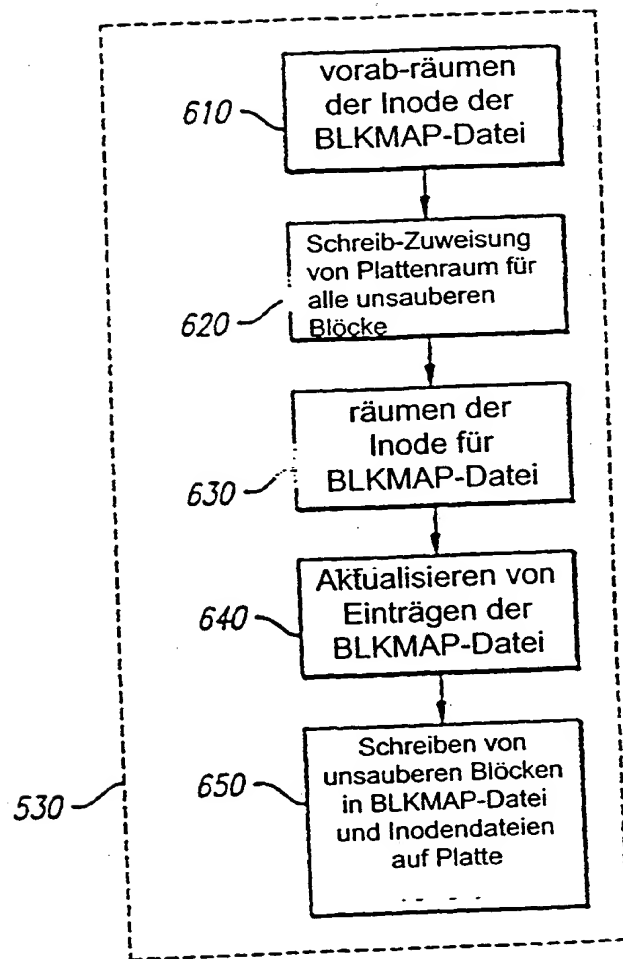 610
vorab-räumen
der Inode der
BLKMAP-Datei
620
Schreib-Zuweisung
von Plattenraum für
alle unsauberen
Blöcke
630
räumen der
Inode für
BLKMAP-Datei
640
Aktualisieren von
Einträgen der
BLKMAP-Datei
650
Schreiben von
unsauberen Blöcken
in BLKMAP-Datei
und Inodendateien
auf Platte
530